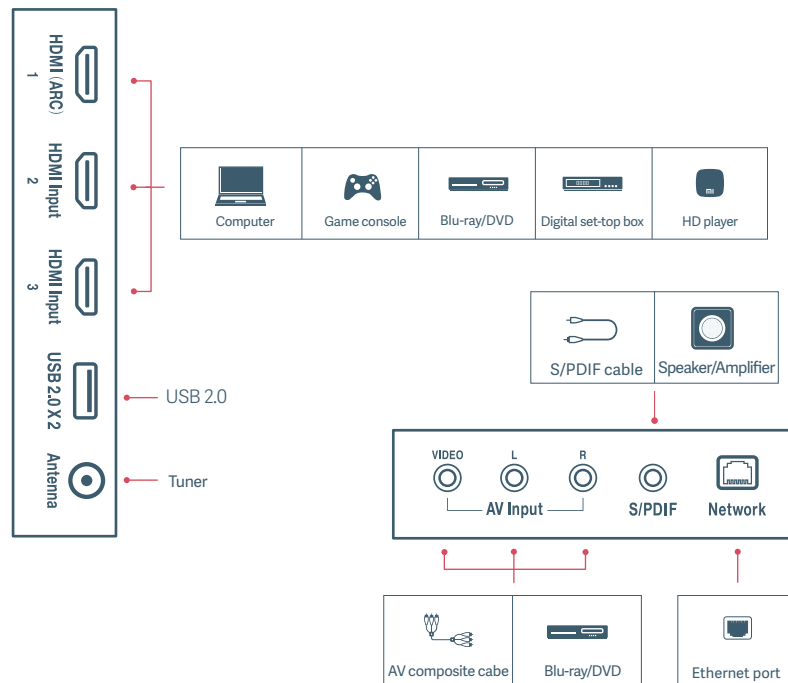 HDMI (ARC)
1
HDMI Input
2
HDMI Input
3
USB 2.0 X 2
Antenna
Computer
Game console
Blu-ray/DVD
Digital set-top box
HD player
mi
USB 2.0
Tuner
S/PDIF cable
Speaker/Amplifier
VIDEO
L
R
AV Input
S/PDIF
Network
AV composite cabe
Blu-ray/DVD
Ethernet port